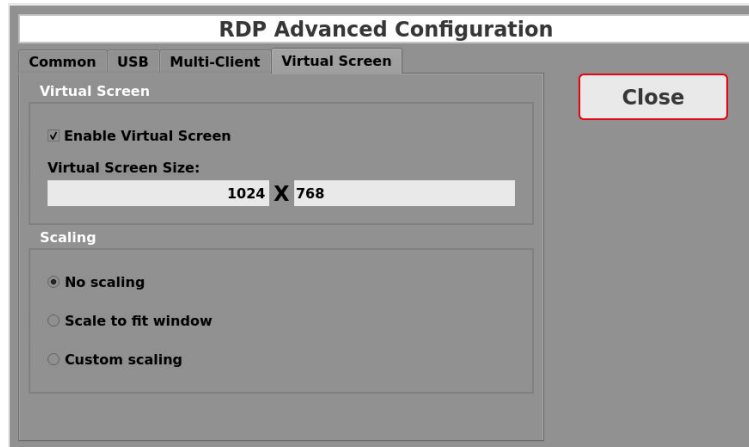 RDP Advanced Configuration
Common USB Multi-Client Virtual Screen
Close
Virtual Screen
Enable Virtual Screen
Virtual Screen Size:
1024 X 768
Scaling
No scaling
Scale to fit window
Custom scaling